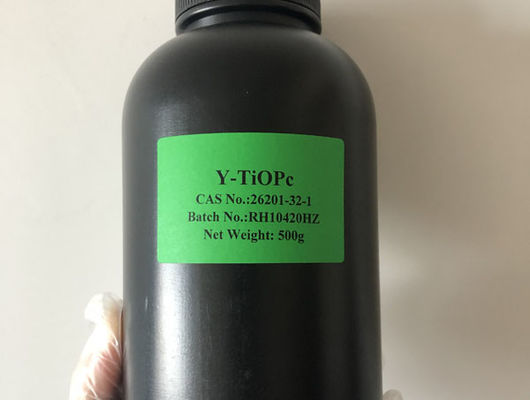 Y-TiOPc
CAS No.:26201-32-1
Batch No.:RH10420HZ
Net Weight: 500g